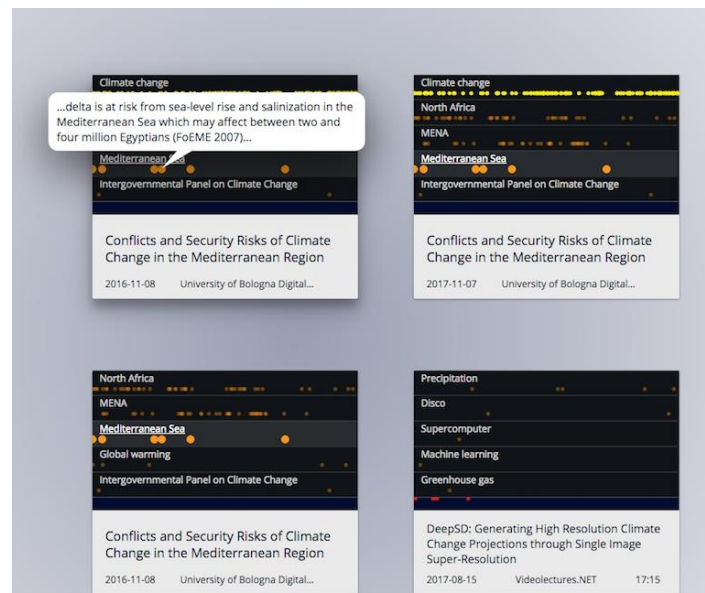 Climate change
...delta is at risk from sea-level rise and salinization in the
Mediterranean Sea which may affect between two and
four million Egyptians (FoEME 2007)...
Mediterranean Sea
Intergovernmental Panel on Climate Change
Conflicts and Security Risks of Climate
Change in the Mediterranean Region
2016-11-08 University of Bologna Digital...
Climate change
North Africa
MENA
Mediterranean Sea
Intergovernmental Panel on Climate Change
Conflicts and Security Risks of Climate
Change in the Mediterranean Region
2017-11-07 University of Bologna Digital...
North Africa
MENA
Mediterranean Sea
Global warming
Intergovernmental Panel on Climate Change
Conflicts and Security Risks of Climate
Change in the Mediterranean Region
2016-11-08 University of Bologna Digital...
Precipitation
Disco
Supercomputer
Machine learning
Greenhouse gas
DeepSD: Generating High Resolution Climate
Change Projections through Single Image
Super-Resolution
2017-08-15 Videolectures.NET 17:15